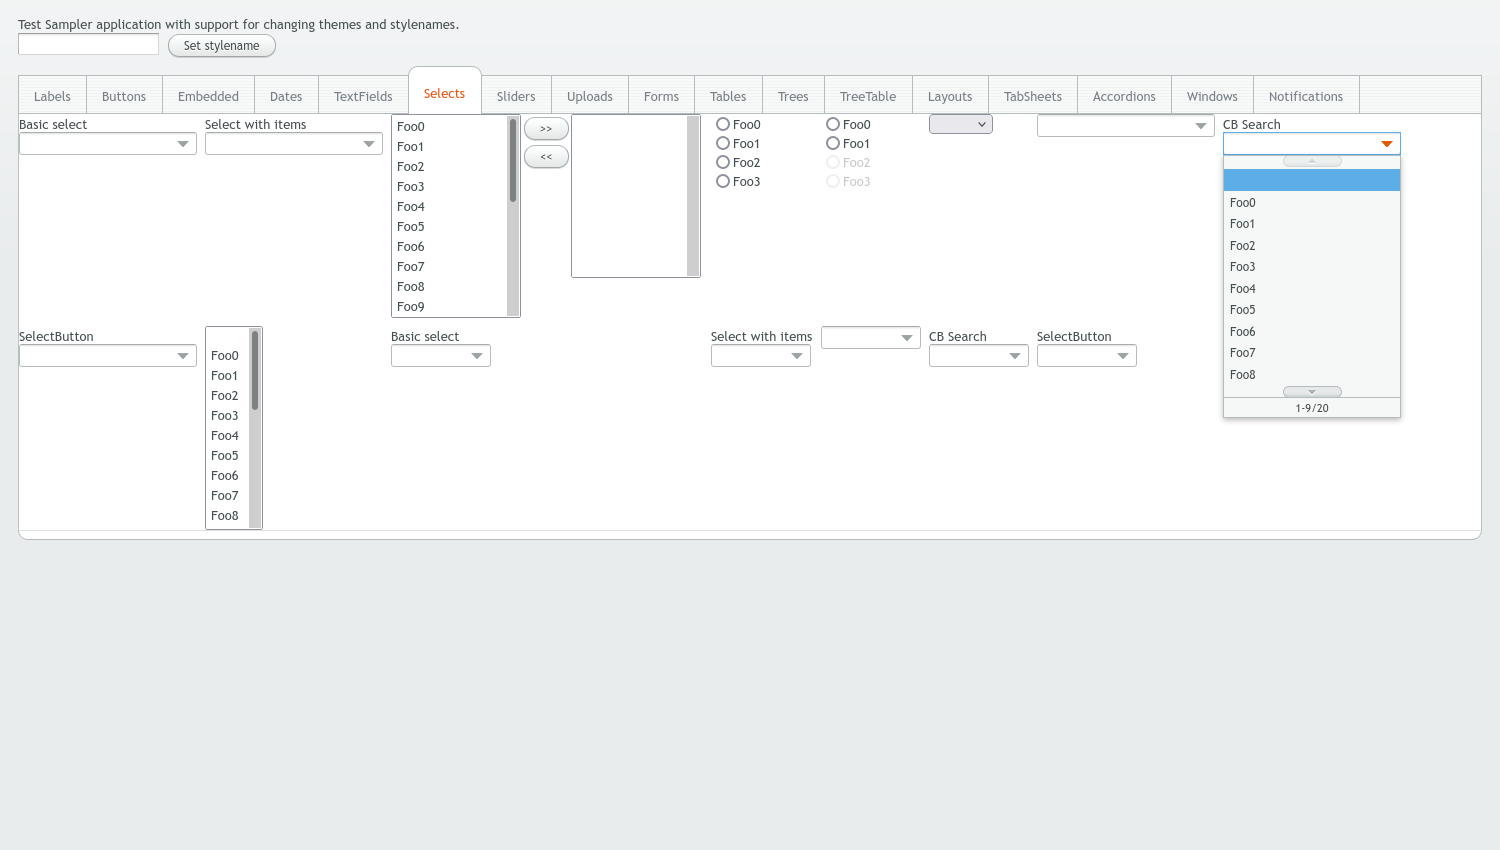 Test Sampler application with support for changing themes and stylenames.
Set stylename
Labels Buttons Embedded Dates TextFields Selects Sliders Uploads Forms Tables Trees TreeTable Layouts TabSheets Accordions Windows Notifications
Basic select
Select with items
Foo0
Foo1
Foo2
Foo3
Foo4
Foo5
Foo6
Foo7
Foo8
Foo9
>>
<<
Foo0
Foo1
Foo2
Foo3
Foo0
Foo1
Foo2
Foo3
CB Search
Foo0
Foo1
Foo2
Foo3
Foo4
Foo5
Foo6
Foo7
Foo8
1-9/20
SelectButton
Foo0
Foo1
Foo2
Foo3
Foo4
Foo5
Foo6
Foo7
Foo8
Basic select
Select with items
CB Search
SelectButton